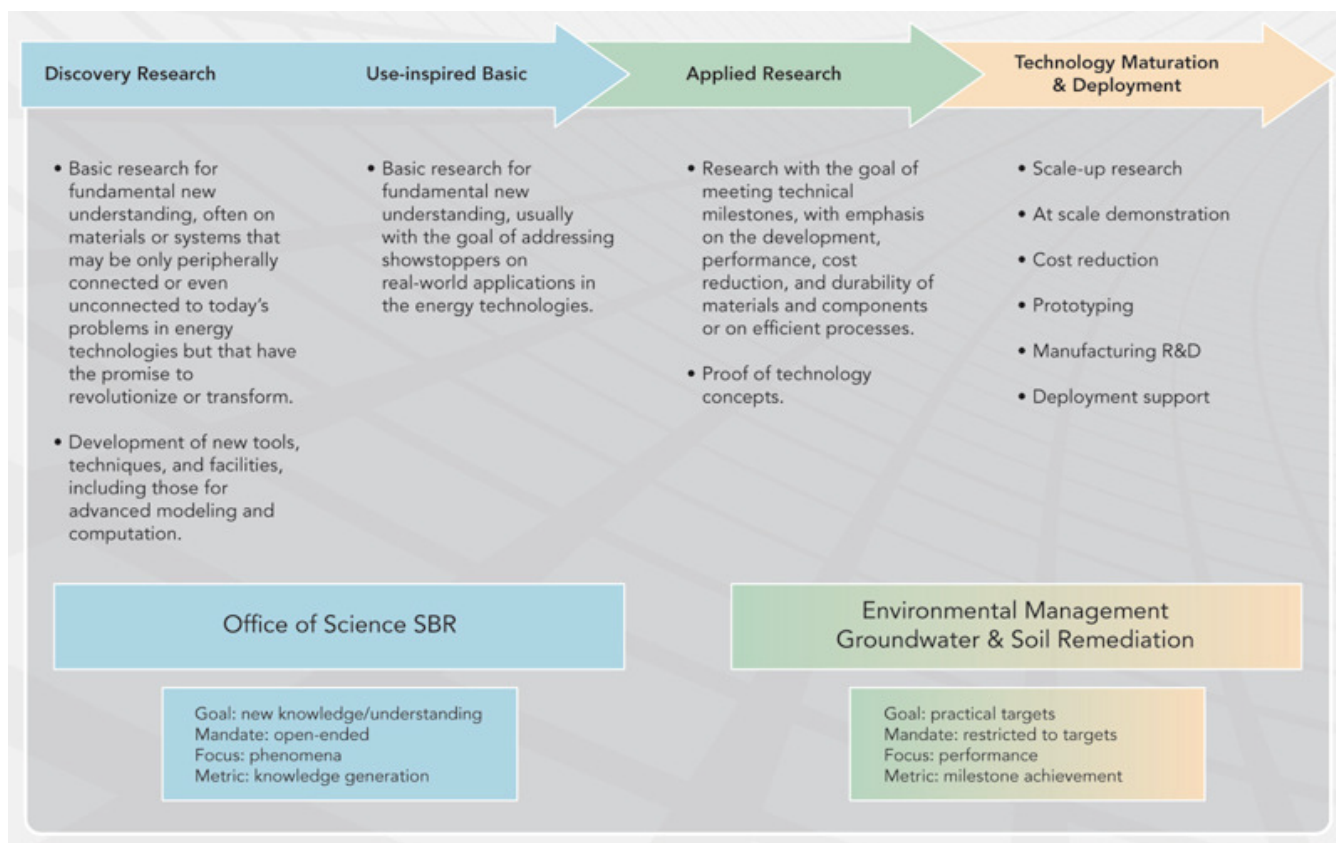 Discovery Research
Use-inspired Basic
Applied Research
Technology Maturation
& Deployment
• Basic research for
fundamental new
understanding, often on
materials or systems that
may be only peripherally
connected or even
unconnected to today's
problems in energy
technologies but that have
the promise to
revolutionize or transform.
• Development of new tools,
techniques, and facilities,
including those for
advanced modeling and
computation.
• Basic research for
fundamental new
understanding, usually
with the goal of addressing
showstoppers on
real-world applications in
the energy technologies.
• Research with the goal of
meeting technical
milestones, with emphasis
on the development,
performance, cost
reduction, and durability of
materials and components
or on efficient processes.
• Proof of technology
concepts.
• Scale-up research
• At scale demonstration
• Cost reduction
• Prototyping
• Manufacturing R&D
• Deployment support
Office of Science SBR
Goal: new knowledge/understanding
Mandate: open-ended
Focus: phenomena
Metric: knowledge generation
Environmental Management
Groundwater & Soil Remediation
Goal: practical targets
Mandate: restricted to targets
Focus: performance
Metric: milestone achievement